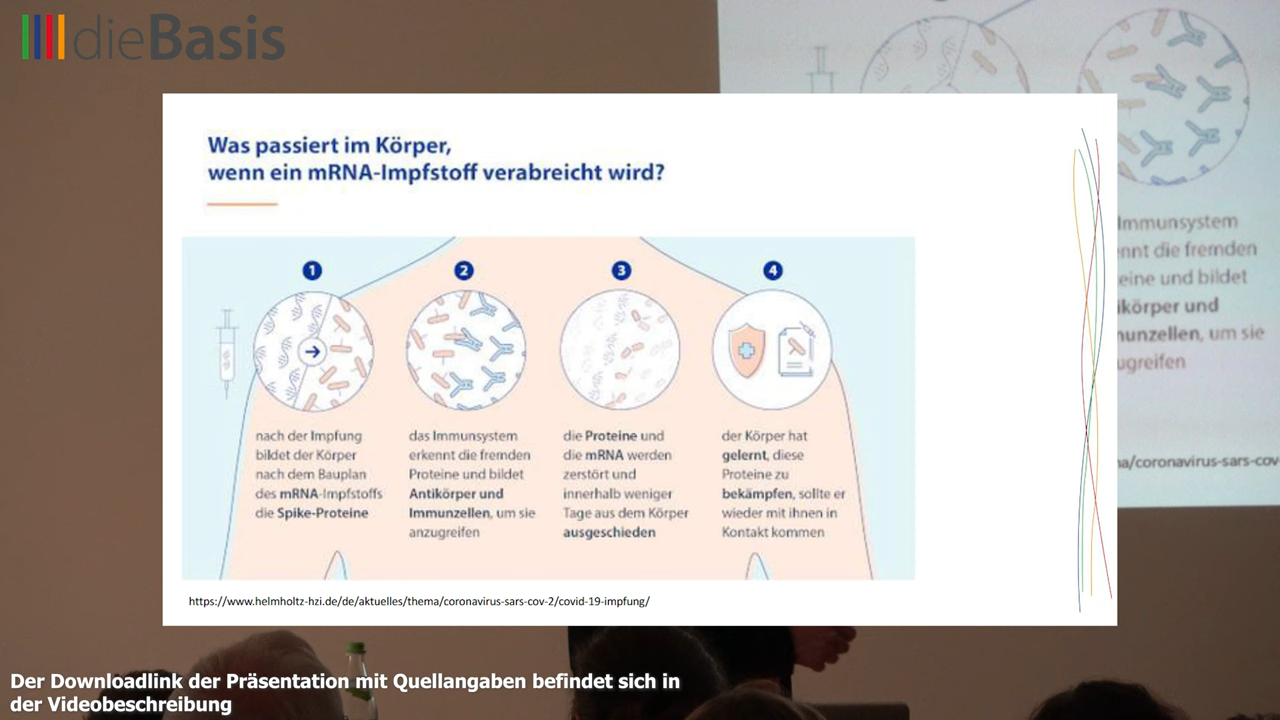 dieBasis
Was passiert im Körper,
wenn ein mRNA-Impfstoff verabreicht wird?
1
2
3
4
nach der Impfung
bildet der Körper
nach dem Bauplan
des mRNA-Impfstoffs
die Spike-Proteine
das Immunsystem
erkennt die fremden
Proteine und bildet
Antikörper und
Immunzellen, um sie
anzugreifen
die Proteine und
die mRNA werden
zerstört und
innerhalb weniger
Tage aus dem Körper
ausgeschieden
der Körper hat
gelernt, diese
Proteine zu
bekämpfen, sollte er
wieder mit ihnen in
Kontakt kommen
https://www.helmholtz-hzi.de/de/aktuelles/thema/coronavirus-sars-cov-2/covid-19-impfung/
Immunsystem
nnt die fremden
eine und bildet
ikörper und
nunzellen, um sie
ugreifen
na/coronavirus-sars-cov-
Der Downloadlink der Präsentation mit Quellangaben befindet sich in
der Videobeschreibung